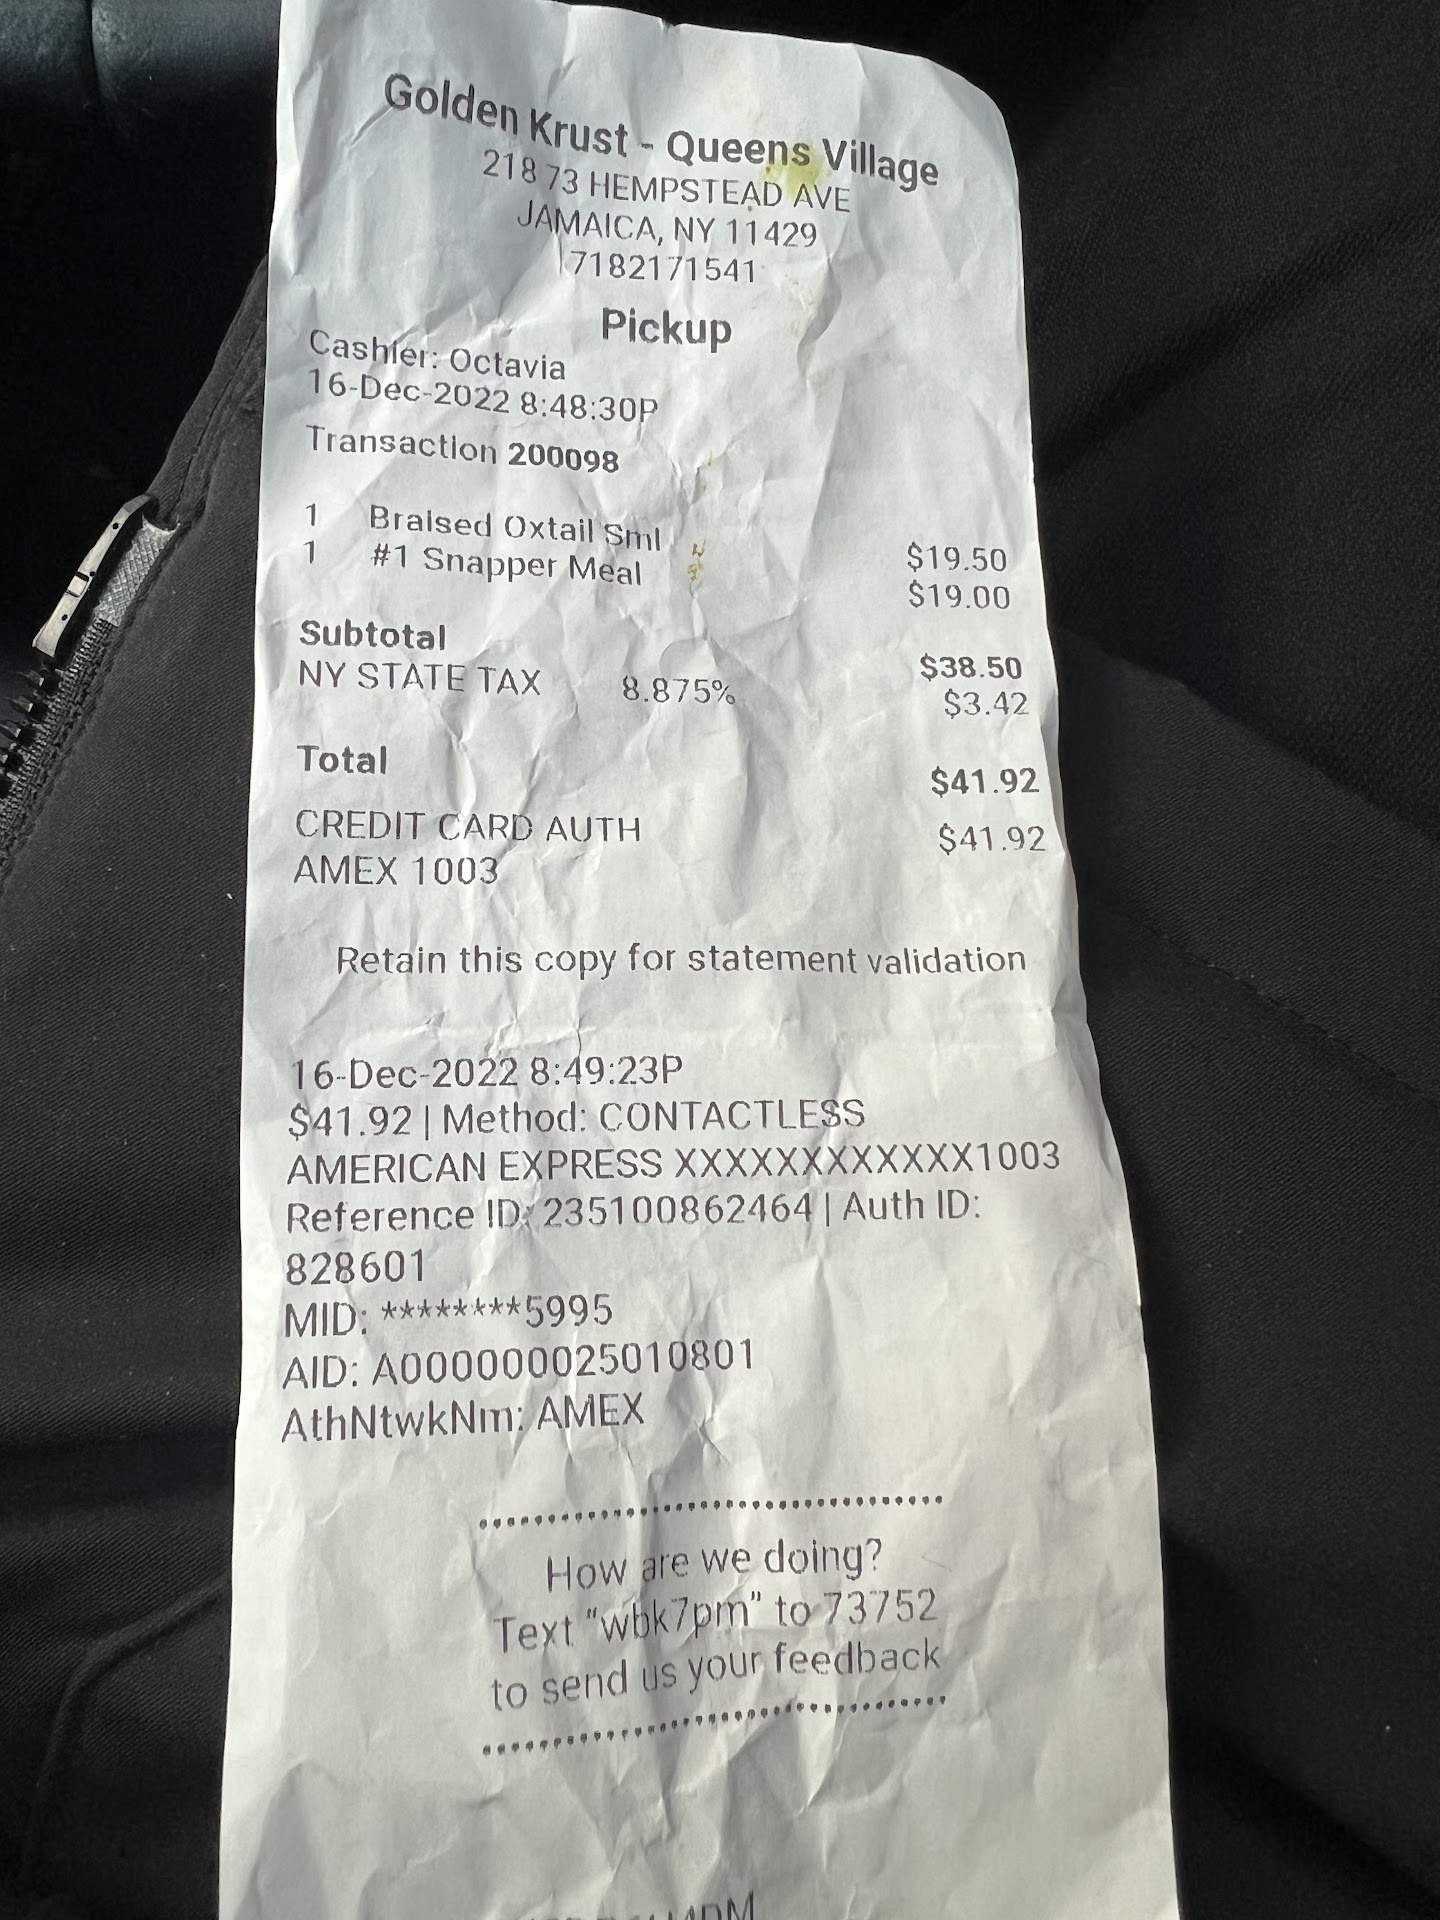 Golden Krust - Queens Village
218 73 HEMPSTEAD AVE
JAMAICA, NY 11429
7182171541
Pickup
Cashier: Octavia
16-Dec-2022 8:48:30P
Transaction 200098
1 Braised Oxtail Sml $19.50
1 #1 Snapper Meal $19.00
Subtotal $38.50
NY STATE TAX 8.875% $3.42
Total $41.92
CREDIT CARD AUTH $41.92
AMEX 1003
Retain this copy for statement validation
16-Dec-2022 8:49:23P
$41.92 | Method: CONTACTLESS
AMERICAN EXPRESS XXXXXXXXXXXX1003
Reference ID: 235100862464 | Auth ID:
828601
MID: ********5995
AID: A000000025010801
AthNtwkNm: AMEX
How are we doing?
Text "wbk7pm" to 73752
to send us your feedback